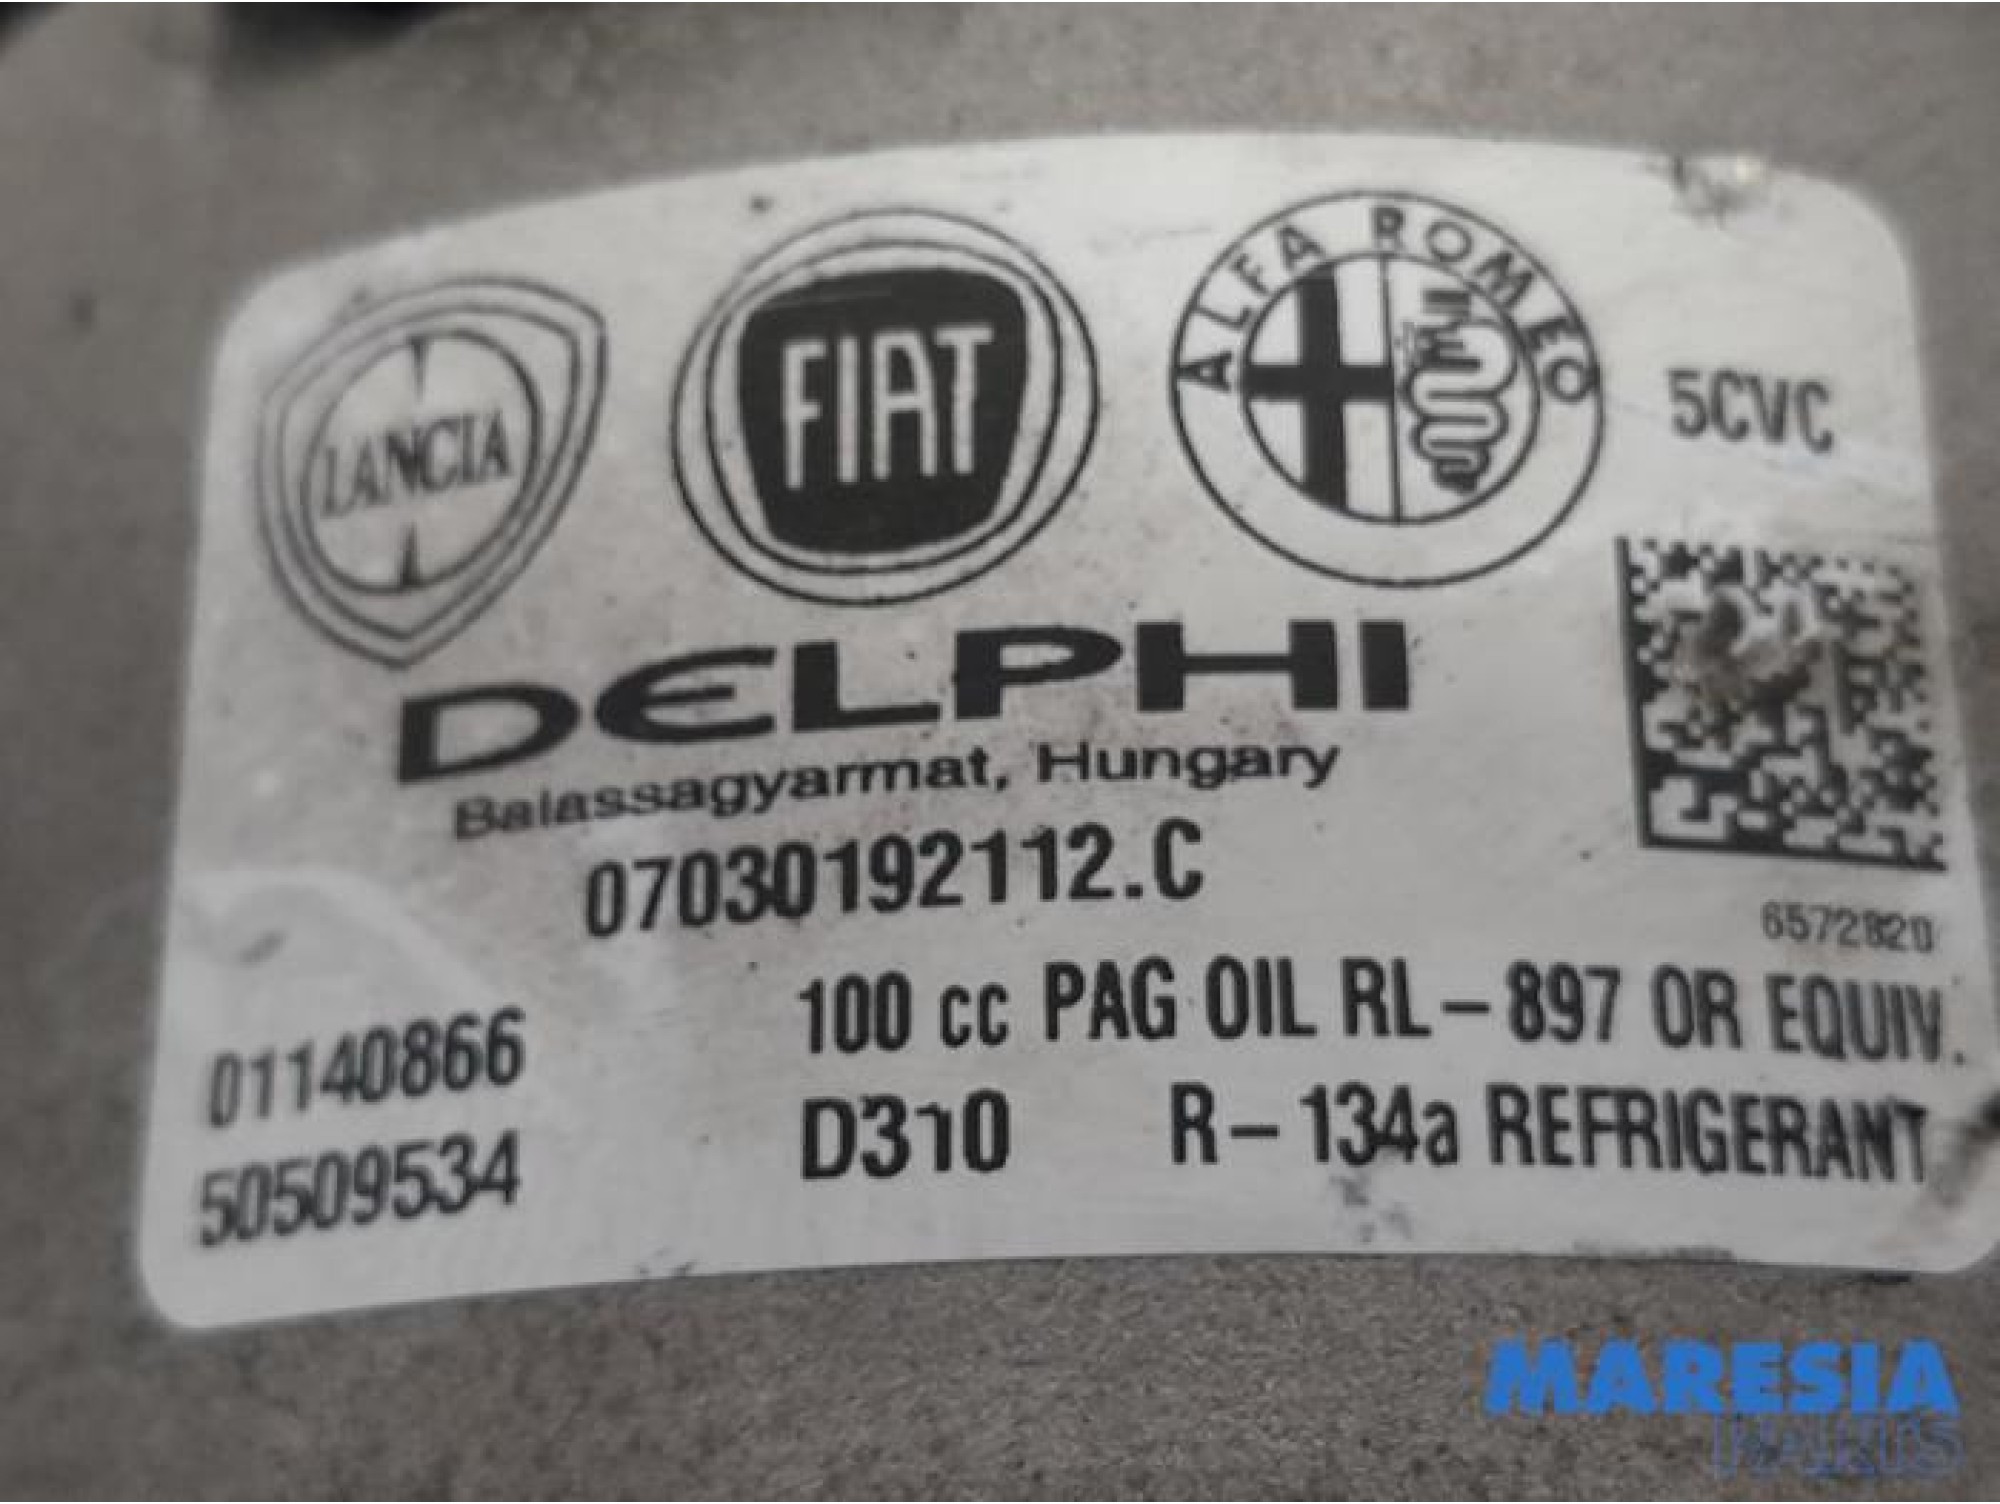 LANCIA
FIAT
ALFA ROMEO
5CVC
DELPHI
Balassagyarmat, Hungary
07030192112.C
6572820
01140866
100 cc PAG OIL RL-897 OR EQUIV.
50509534
D310
R-134a REFRIGERANT
MARESIA
PARTS